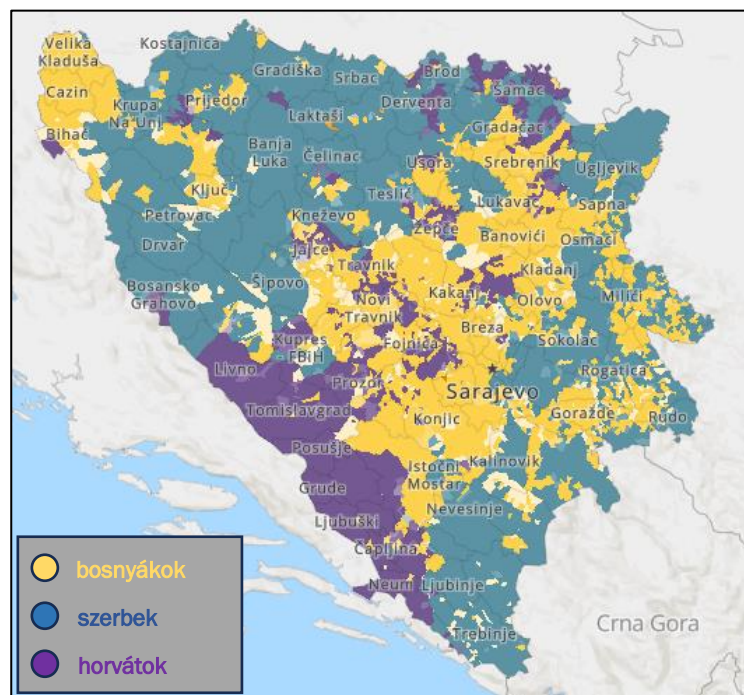 Velika
Kladuša
Kostajnica
Cazin
Gradiška
Srbac
Brod
Krupa
Na Uni
Prijedor
Derventa
Šamac
Bihać
Laktaši
Gradačac
Banja
Luka
Čelinac
Usora
Srebrenik
Ugljevik
Ključ
Teslić
Lukavac
Sapna
Petrovac
Kneževo
Žepče
Banovići
Osmaci
Drvar
Jajce
Travnik
Kladanj
Bosansko
Grahovo
Šipovo
Novi
Travnik
Kakanj
Olovo
Milići
Kupres
FBiH
Fojnica
Breza
Sokolac
Livno
Prozor
Sarajevo
Rogatica
Tomislavgrad
Konjic
Goražde
Rudo
Posušje
Istočni
Mostar
Kalinovik
Grude
Nevesinje
Ljubuški
Čapljina
Neum
Ljubinje
Trebinje
Crna Gora
bosnyákok
szerbek
horvátok